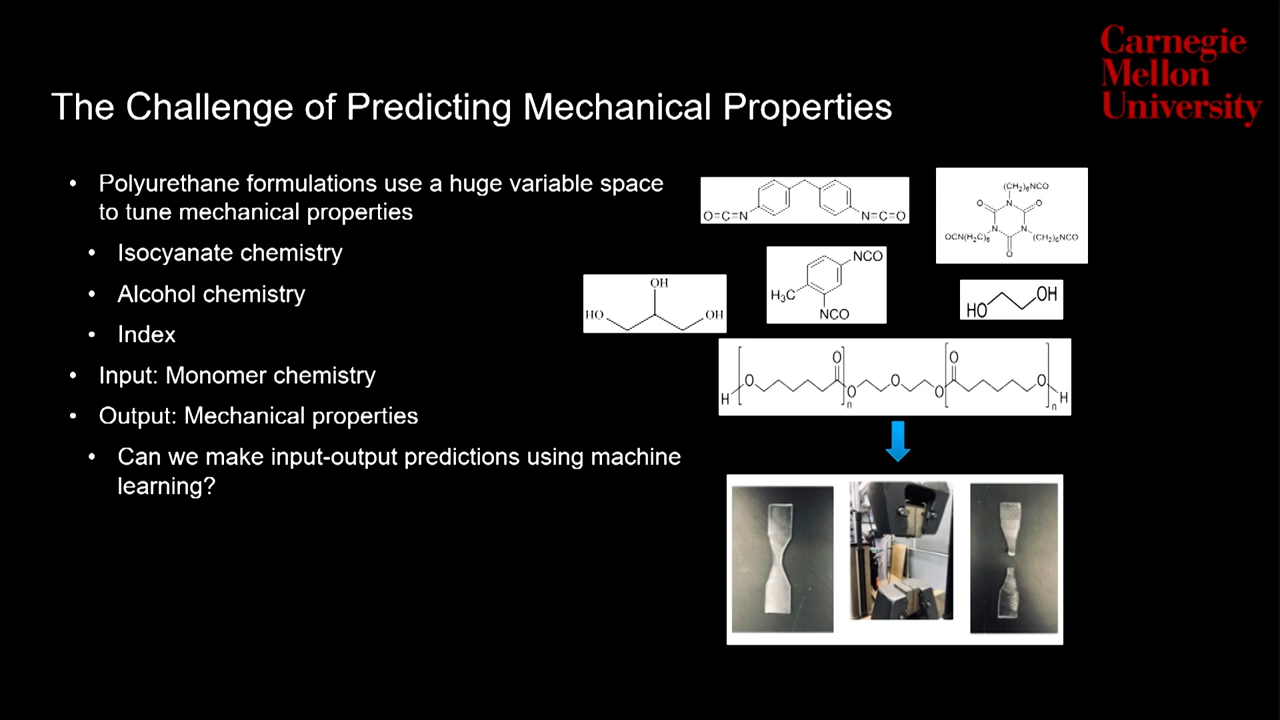 Carnegie
Mellon
University
The Challenge of Predicting Mechanical Properties
• Polyurethane formulations use a huge variable space
to tune mechanical properties
• Isocyanate chemistry
• Alcohol chemistry
• Index
• Input: Monomer chemistry
• Output: Mechanical properties
• Can we make input-output predictions using machine
learning?
O=C=N N=C=O
(CH₂)₆NCO
O N O
N N
OCN(H₂C)₆ (CH₂)₆NCO
O
NCO
H₃C
NCO
OH
HO OH
OH
HO
O O
O O O O
H n n H